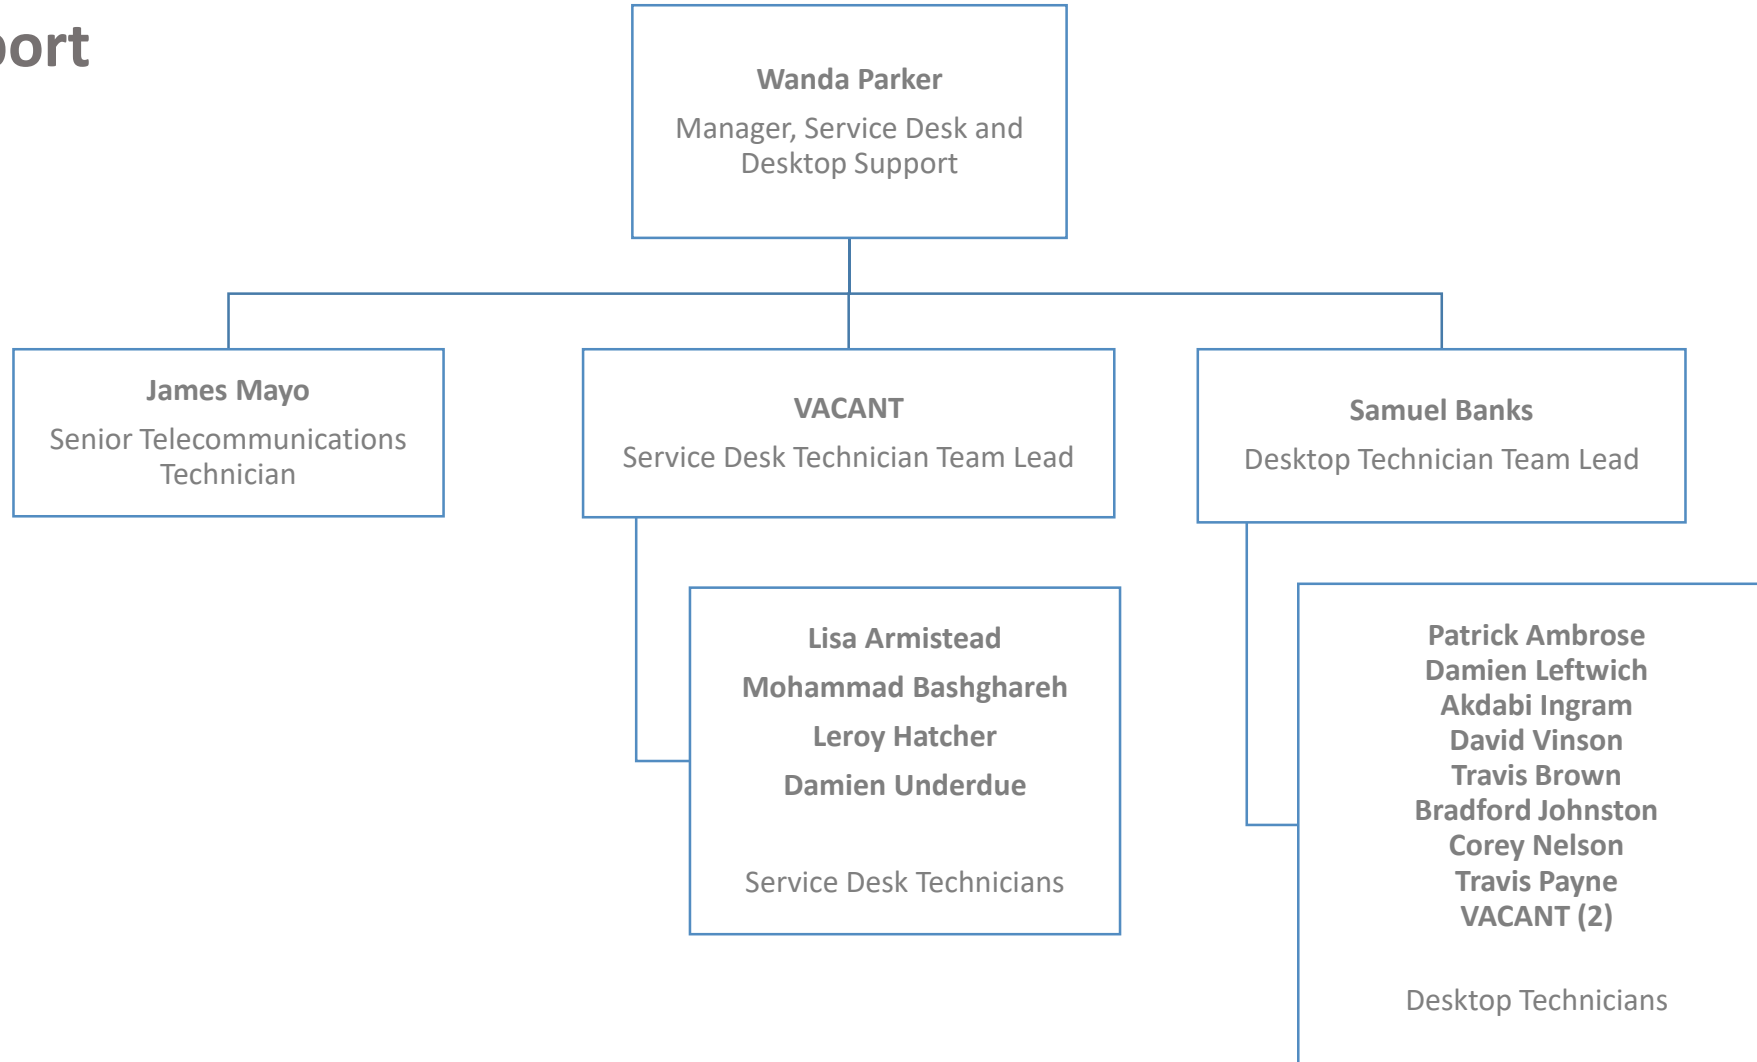 port
Wanda Parker
Manager, Service Desk and
Desktop Support
James Mayo
Senior Telecommunications
Technician
VACANT
Service Desk Technician Team Lead
Samuel Banks
Desktop Technician Team Lead
Lisa Armistead
Mohammad Bashghareh
Leroy Hatcher
Damien Underdue
Service Desk Technicians
Patrick Ambrose
Damien Leftwich
Akdabi Ingram
David Vinson
Travis Brown
Bradford Johnston
Corey Nelson
Travis Payne
VACANT (2)
Desktop Technicians